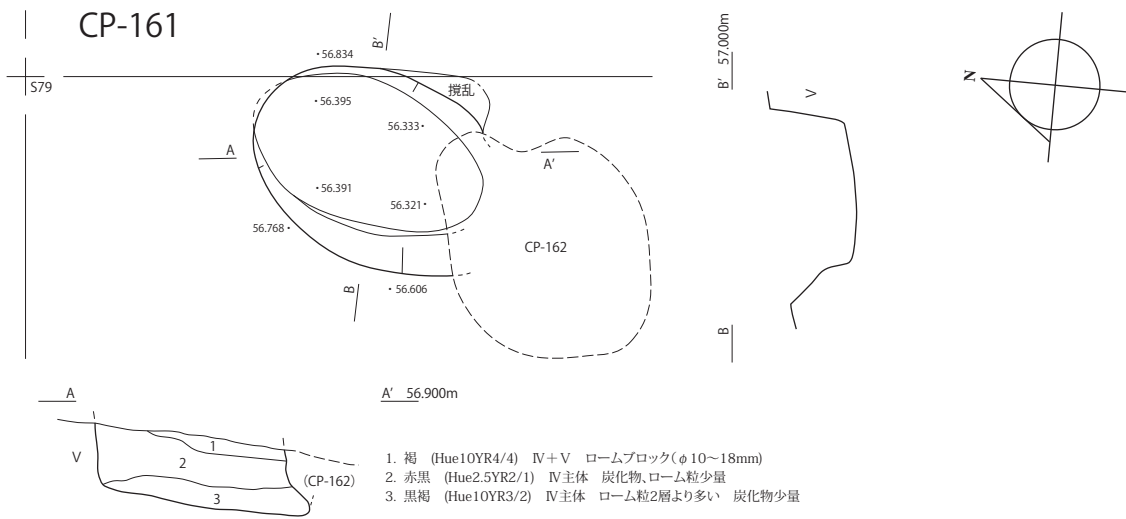 CP-161
S79
B'
・56.834
撹乱
・56.395
56.333・
A
A'
・56.391
56.321・
56.768・
CP-162
B
・56.606
B' 57.000m
V
B
N
A
A' 56.900m
V
1
2
3
(CP-162)
1. 褐 (Hue10YR4/4) Ⅳ+Ⅴ ロームブロック(φ10~18mm)
2. 赤黒 (Hue2.5YR2/1) Ⅳ主体 炭化物、ローム粒少量
3. 黒褐 (Hue10YR3/2) Ⅳ主体 ローム粒2層より多い 炭化物少量